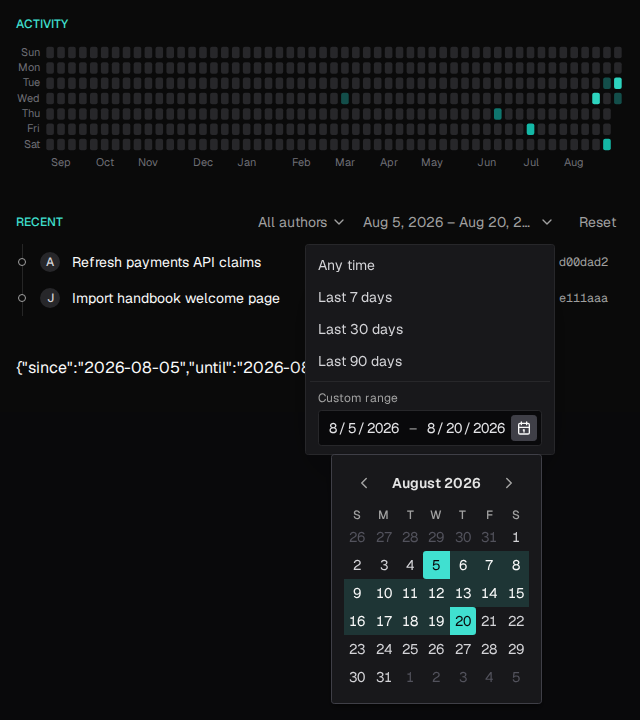 ACTIVITY
Sun
Mon
Tue
Wed
Thu
Fri
Sat
Sep Oct Nov Dec Jan Feb Mar Apr May Jun Jul Aug
RECENT All authors Aug 5, 2026 – Aug 20, 2... Reset
A Refresh payments API claims d00dad2
J Import handbook welcome page e111aaa
{"since":"2026-08-05","until":"2026-08
Any time
Last 7 days
Last 30 days
Last 90 days
Custom range
8/5/2026 – 8/20/2026
August 2026
S M T W T F S
26 27 28 29 30 31 1
2 3 4 5 6 7 8
9 10 11 12 13 14 15
16 17 18 19 20 21 22
23 24 25 26 27 28 29
30 31 1 2 3 4 5